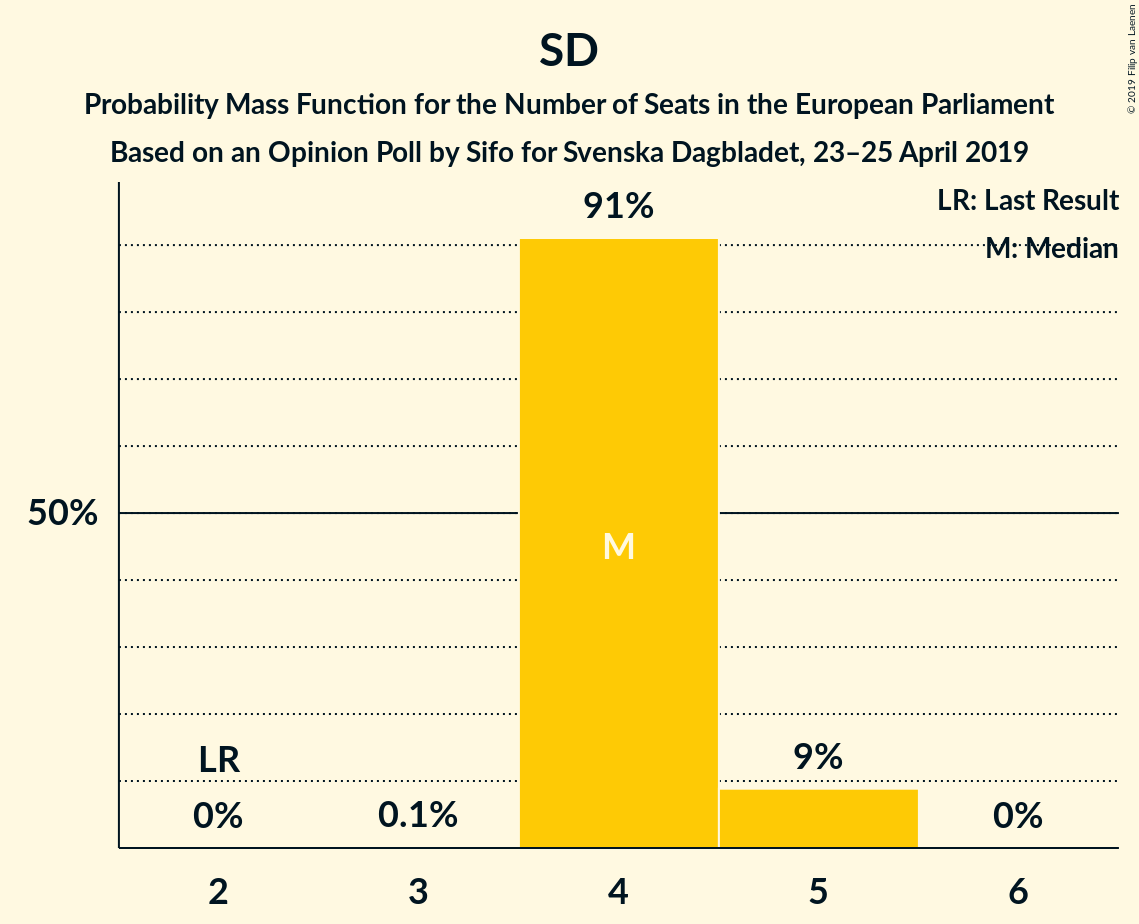 SD
Probability Mass Function for the Number of Seats in the European Parliament
Based on an Opinion Poll by Sifo for Svenska Dagbladet, 23–25 April 2019
© 2019 Filip van Laenen
LR: Last Result
M: Median
91%
50%
M
LR
9%
0%
0.1%
0%
2 3 4 5 6